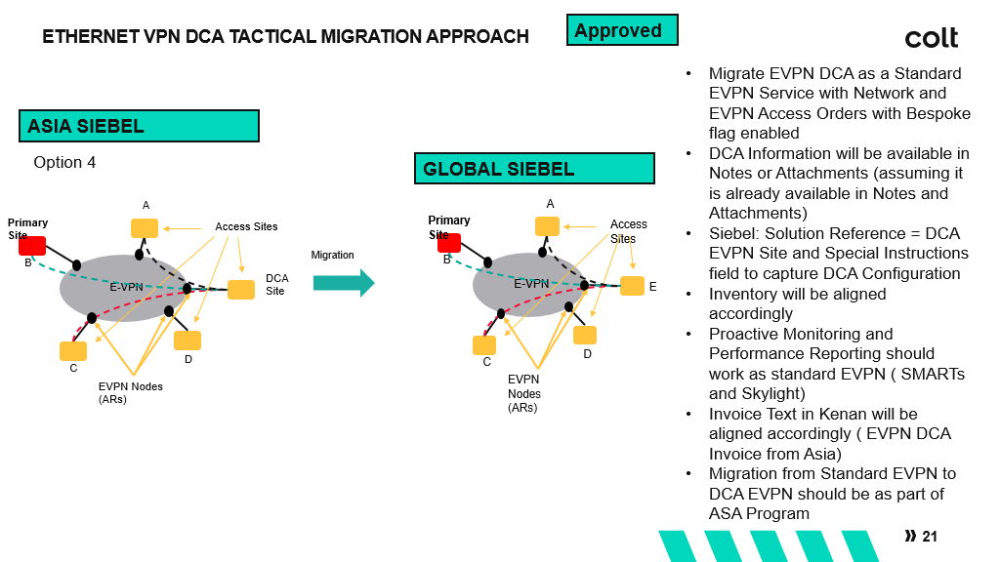 ETHERNET VPN DCA TACTICAL MIGRATION APPROACH
Approved
colt
ASIA SIEBEL
Option 4
A
Primary
Site
B
Access Sites
E-VPN
DCA
Site
C
D
EVPN Nodes
(ARs)
Migration
GLOBAL SIEBEL
A
Primary
Site
B
Access
Sites
E-VPN
E
C
D
EVPN
Nodes
(ARs)
• Migrate EVPN DCA as a Standard
EVPN Service with Network and
EVPN Access Orders with Bespoke
flag enabled
• DCA Information will be available in
Notes or Attachments (assuming it
is already available in Notes and
Attachments)
• Siebel: Solution Reference = DCA
EVPN Site and Special Instructions
field to capture DCA Configuration
• Inventory will be aligned
accordingly
• Proactive Monitoring and
Performance Reporting should
work as standard EVPN ( SMARTs
and Skylight)
• Invoice Text in Kenan will be
aligned accordingly ( EVPN DCA
Invoice from Asia)
• Migration from Standard EVPN to
DCA EVPN should be as part of
ASA Program
» 21